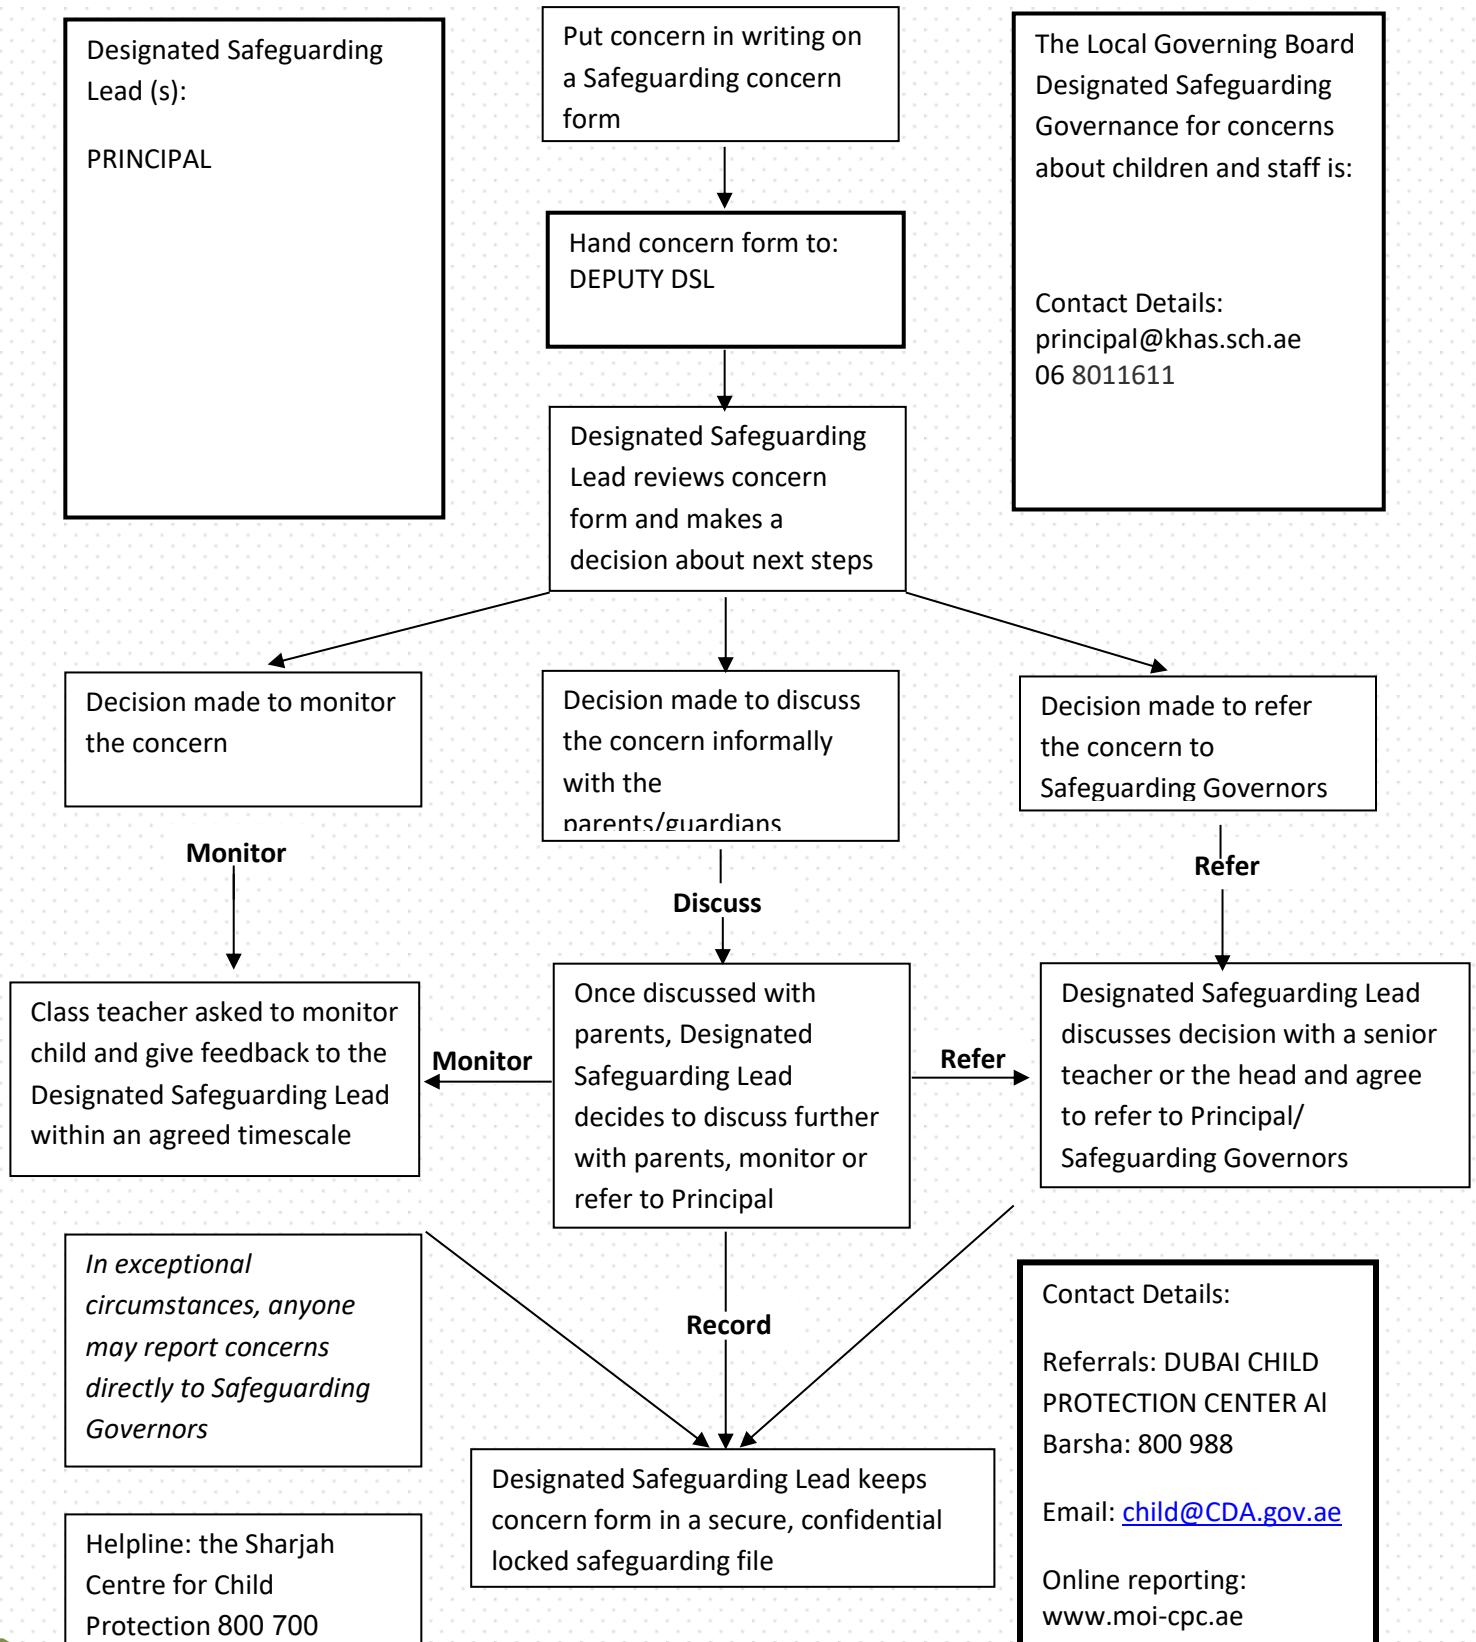 Designated Safeguarding
Lead (s):
PRINCIPAL
Put concern in writing on
a Safeguarding concern
form
The Local Governing Board
Designated Safeguarding
Governance for concerns
about children and staff is:
Contact Details:
principal@khas.sch.ae
06 8011611
Hand concern form to:
DEPUTY DSL
Designated Safeguarding
Lead reviews concern
form and makes a
decision about next steps
Decision made to monitor
the concern
Decision made to discuss
the concern informally
with the
parents/guardians
Decision made to refer
the concern to
Safeguarding Governors
Monitor
Discuss
Refer
Class teacher asked to monitor
child and give feedback to the
Designated Safeguarding Lead
within an agreed timescale
Monitor
Once discussed with
parents, Designated
Safeguarding Lead
decides to discuss further
with parents, monitor or
refer to Principal
Refer
Designated Safeguarding Lead
discusses decision with a senior
teacher or the head and agree
to refer to Principal/
Safeguarding Governors
In exceptional
circumstances, anyone
may report concerns
directly to Safeguarding
Governors
Record
Contact Details:
Referrals: DUBAI CHILD
PROTECTION CENTER Al
Barsha: 800 988
Email: child@CDA.gov.ae
Online reporting:
www.moi-cpc.ae
Designated Safeguarding Lead keeps
concern form in a secure, confidential
locked safeguarding file
Helpline: the Sharjah
Centre for Child
Protection 800 700